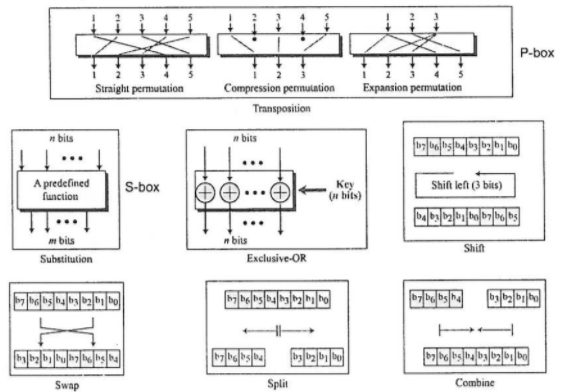 1 2 3 4 5 1 2 3 4 5 1 2 3
P-box
1 2 3 4 5 1 2 3 1 2 3 4 5
Straight permutation Compression permutation Expansion permutation
Transposition
n bits
A predefined
function
m bits
Substitution
S-box
n bits
Key
(n bits)
n bits
Exclusive-OR
b7 b6 b5 b4 b3 b2 b1 b0
Shift left (3 bits)
b4 b3 b2 b1 b0 b7 b6 b5
Shift
b7 b6 b5 b4 b3 b2 b1 b0
b3 b2 b1 b0 b7 b6 b5 b4
Swap
b7 b6 b5 b4 b3 b2 b1 b0
b7 b6 b5 b4 b3 b2 b1 b0
Split
b7 b6 b5 b4 b3 b2 b1 b0
b7 b6 b5 b4 b3 b2 b1 b0
Combine